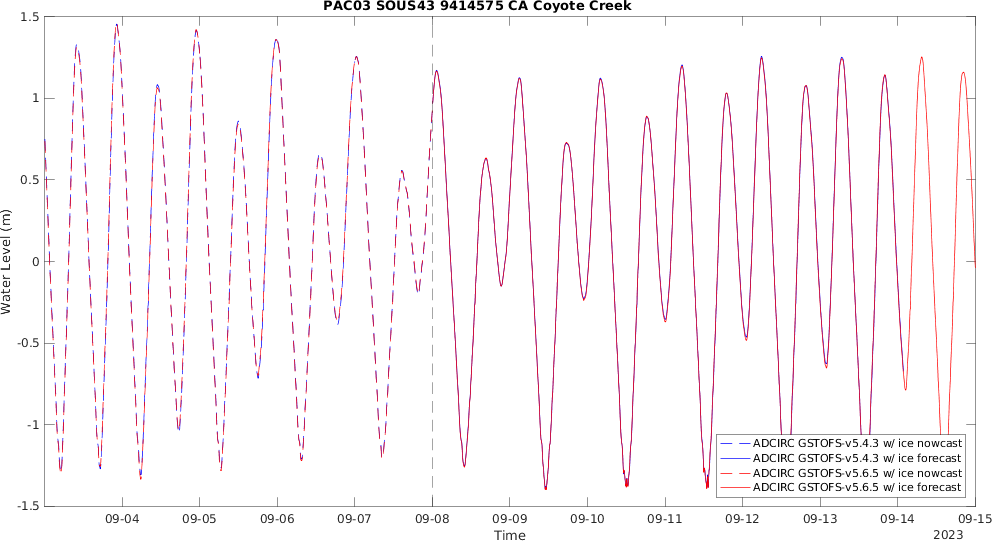 PAC03 SOUS43 9414575 CA Coyote Creek
1.5
1
0.5
0
-0.5
-1
-1.5
Water Level (m)
ADCIRC GSTOFS-v5.4.3 w/ ice nowcast
ADCIRC GSTOFS-v5.4.3 w/ ice forecast
ADCIRC GSTOFS-v5.6.5 w/ ice nowcast
ADCIRC GSTOFS-v5.6.5 w/ ice forecast
09-04 09-05 09-06 09-07 09-08 09-09 09-10 09-11 09-12 09-13 09-14 09-15
Time
2023